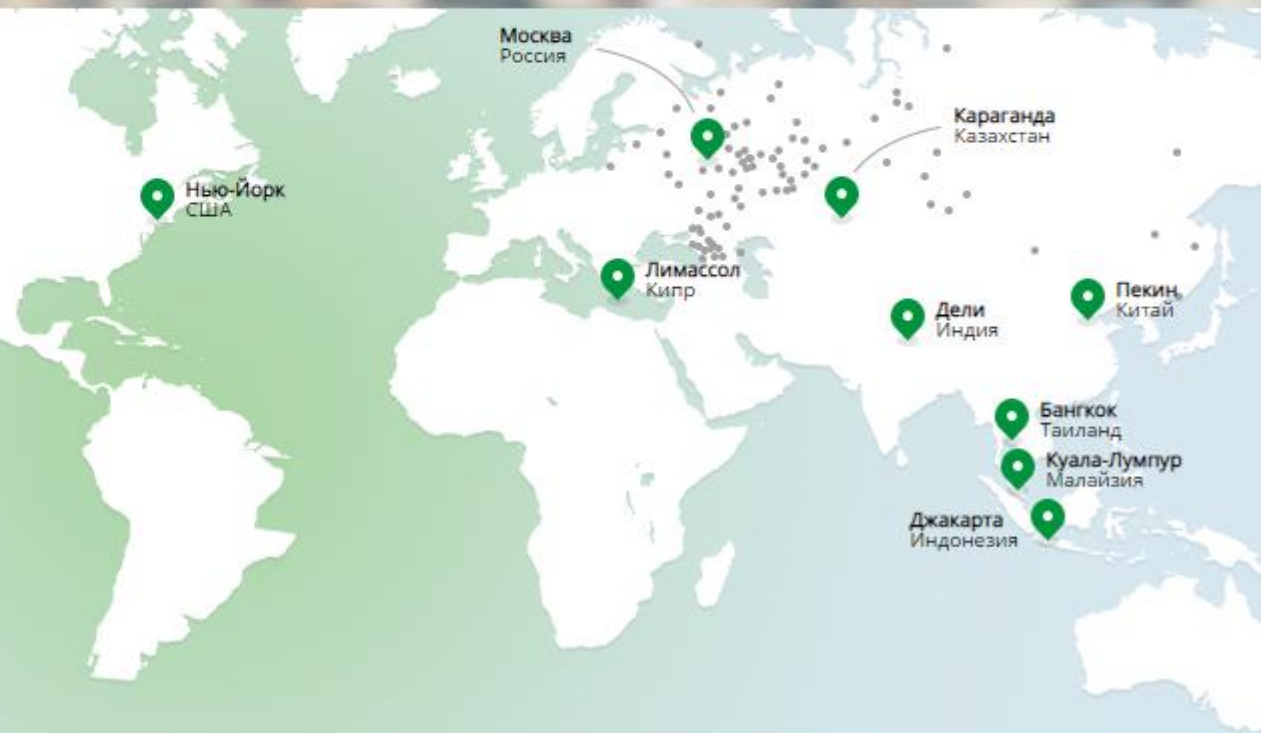 Москва
Россия
Караганда
Казахстан
Нью-Йорк
США
Лимассол
Кипр
Дели
Индия
Пекин,
Китай
Бангкок
Таиланд
Куала-Лумпур
Малайзия
Джакарта
Индонезия